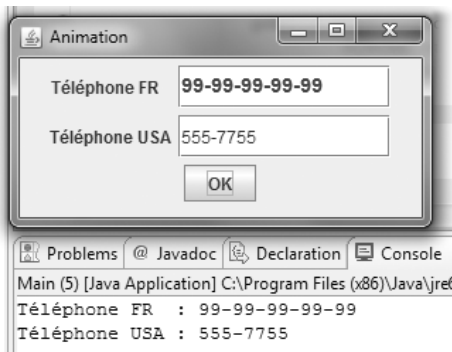 Animation
Téléphone FR 99-99-99-99-99
Téléphone USA 555-7755
OK
Problems @ Javadoc Declaration Console
Main (5) [Java Application] C:\Program Files (x86)\Java\jre6
Téléphone FR : 99-99-99-99-99
Téléphone USA : 555-7755